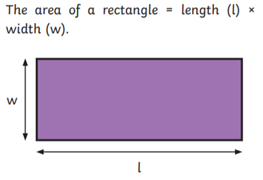 The area of a rectangle = length (l) ×
width (w).
w
l